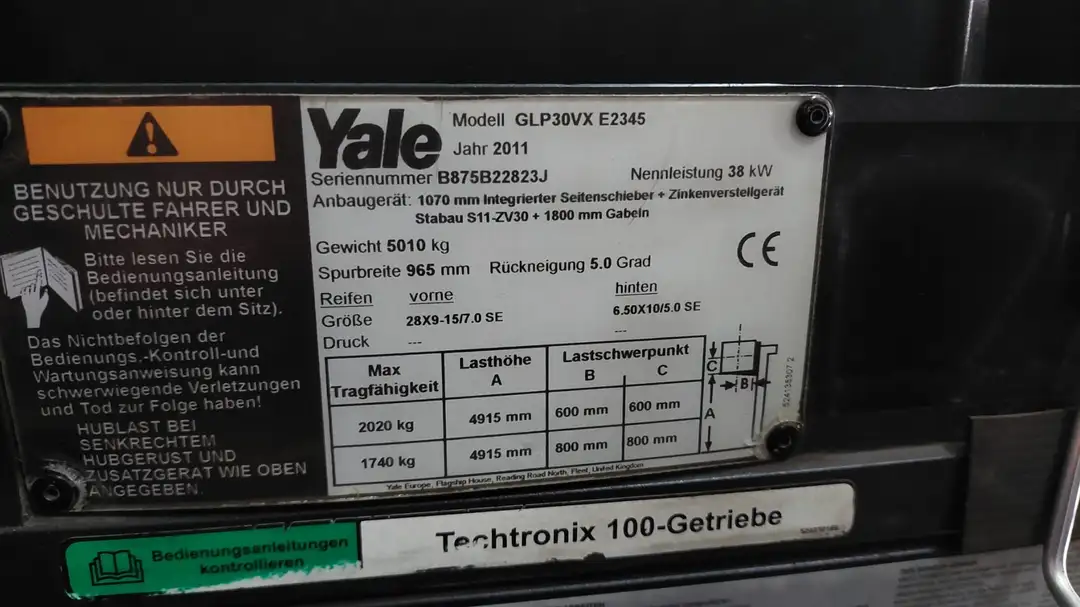 BENUTZUNG NUR DURCH
GESCHULTE FAHRER UND
MECHANIKER
Bitte lesen Sie die
Bedienungsanleitung
(befindet sich unter
oder hinter dem Sitz).
Das Nichtbefolgen der
Bedienungs.-Kontroll-und
Wartungsanweisung kann
schwerwiegende Verletzungen
und Tod zur Folge haben!
HUBLAST BEI
SENKRECHTEM
HUBGERUST UND
ZUSATZGERAT WIE OBEN
ANGEGEBEN.
Yale
Modell GLP30VX E2345
Jahr 2011
Seriennummer B875B22823J Nennleistung 38 kW
Anbaugerät: 1070 mm Integrierter Seitenschieber + Zinkenverstellgerät
Stabau S11-ZV30 + 1800 mm Gabeln
Gewicht 5010 kg
CE
Spurbreite 965 mm Rückneigung 5.0 Grad
Reifen vorne hinten
Größe 28X9-15/7.0 SE 6.50X10/5.0 SE
Druck --- ---
Max Tragfähigkeit Lasthöhe A Lastschwerpunkt B C
2020 kg 4915 mm 600 mm 600 mm
1740 kg 4915 mm 800 mm 800 mm
C
B
A
524135307 2
Yale Europe, Flagship House, Reading Road North, Fleet, United Kingdom
Bedienungsanleitungen
kontrollieren
Techtronix 100-Getriebe